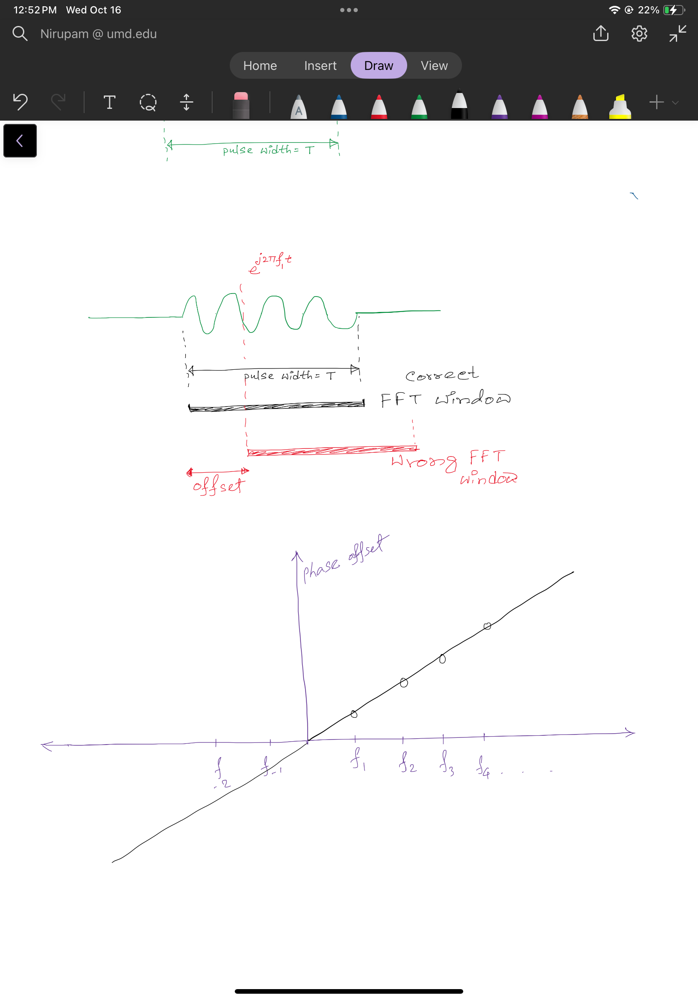 12:52 PM Wed Oct 16
22%
Nirupam @ umd.edu
Home Insert Draw View
T
A
pulse width = T
e^{j2πf₁t}
pulse width = T
correct
FFT window
wrong FFT
window
offset
phase offset
f₋₂ f₋₁ f₁ f₂ f₃ f₄ . . .